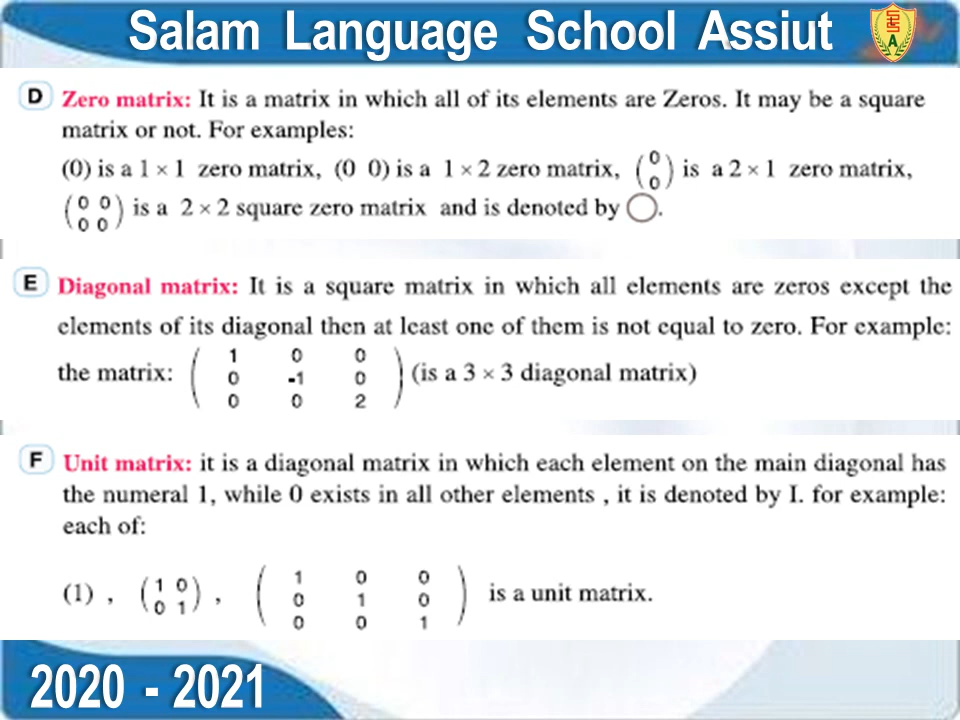 Salam Language School Assiut
D Zero matrix: It is a matrix in which all of its elements are Zeros. It may be a square
matrix or not. For examples:
(0) is a 1 × 1 zero matrix, (0 0) is a 1 × 2 zero matrix, (0 0) is a 2 × 1 zero matrix,
(0 0 0 0) is a 2 × 2 square zero matrix and is denoted by ◯.
E Diagonal matrix: It is a square matrix in which all elements are zeros except the
elements of its diagonal then at least one of them is not equal to zero. For example:
1 0 0
the matrix: ( 0 -1 0 ) (is a 3 × 3 diagonal matrix)
0 0 2
F Unit matrix: it is a diagonal matrix in which each element on the main diagonal has
the numeral 1, while 0 exists in all other elements , it is denoted by I. for example:
each of:
1 0 0
(1) , (1 0 0 1) , ( 0 1 0 ) is a unit matrix.
0 0 1
2020 - 2021